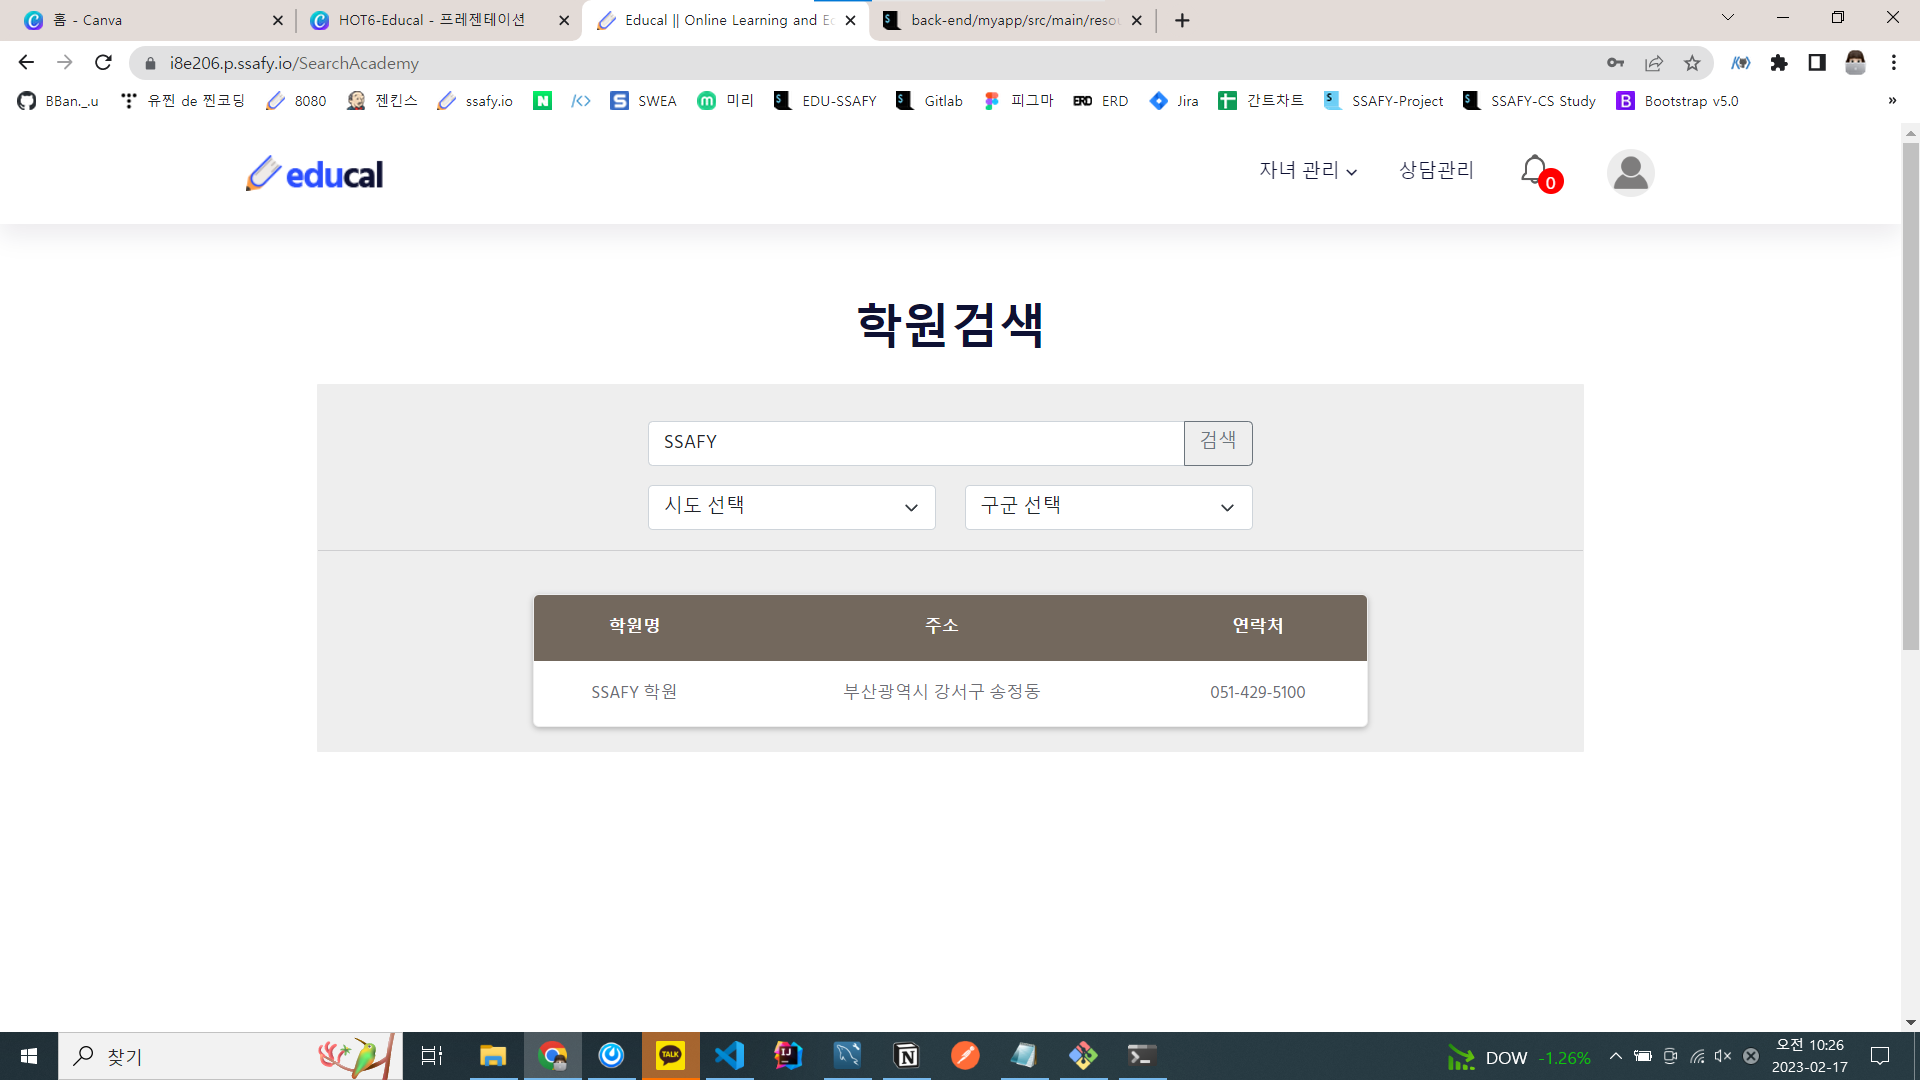 홈 - Canva
HOT6-Educal - 프레젠테이션
Educal || Online Learning and Ed
back-end/myapp/src/main/resou
i8e206.p.ssafy.io/SearchAcademy
BBan._.u 유찐 de 찐코딩 8080 젠킨스 ssafy.io SWEA 미리 EDU-SSAFY Gitlab 피그마 ERD ERD Jira 간트차트 SSAFY-Project SSAFY-CS Study Bootstrap v5.0 »
educal
자녀 관리 상담관리 0
학원검색
SSAFY 검색
시도 선택 구군 선택
학원명 주소 연락처
SSAFY 학원 부산광역시 강서구 송정동 051-429-5100
찾기
TALK
DOW -1.26%
오전 10:26
2023-02-17